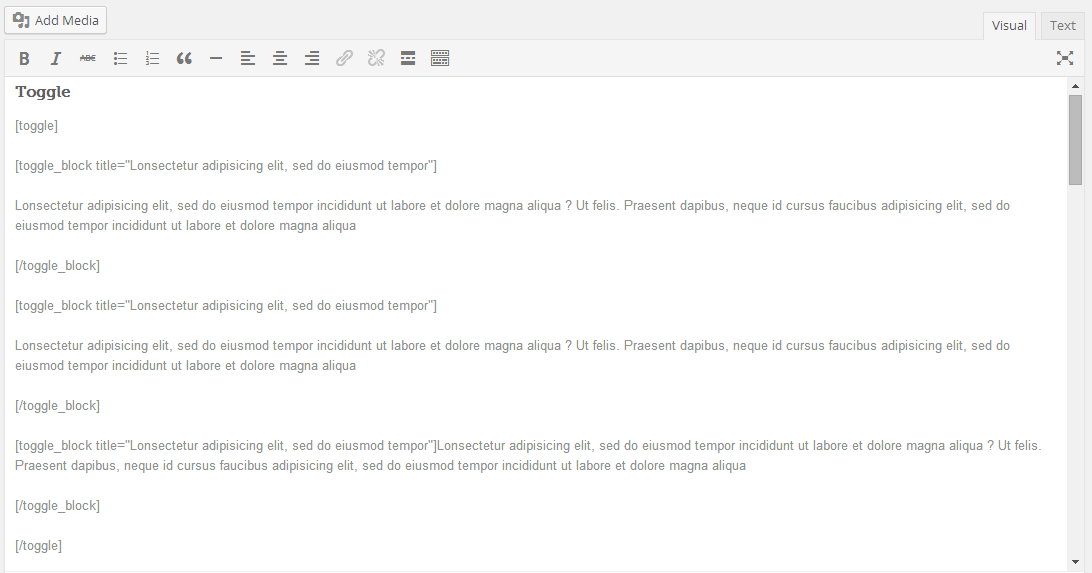 Add Media
Visual Text
B I ABC
Toggle
[toggle]
[toggle_block title="Lonsectetur adipisicing elit, sed do eiusmod tempor"]
Lonsectetur adipisicing elit, sed do eiusmod tempor incididunt ut labore et dolore magna aliqua ? Ut felis. Praesent dapibus, neque id cursus faucibus adipisicing elit, sed do
eiusmod tempor incididunt ut labore et dolore magna aliqua
[/toggle_block]
[toggle_block title="Lonsectetur adipisicing elit, sed do eiusmod tempor"]
Lonsectetur adipisicing elit, sed do eiusmod tempor incididunt ut labore et dolore magna aliqua ? Ut felis. Praesent dapibus, neque id cursus faucibus adipisicing elit, sed do
eiusmod tempor incididunt ut labore et dolore magna aliqua
[/toggle_block]
[toggle_block title="Lonsectetur adipisicing elit, sed do eiusmod tempor"]Lonsectetur adipisicing elit, sed do eiusmod tempor incididunt ut labore et dolore magna aliqua ? Ut felis.
Praesent dapibus, neque id cursus faucibus adipisicing elit, sed do eiusmod tempor incididunt ut labore et dolore magna aliqua
[/toggle_block]
[/toggle]